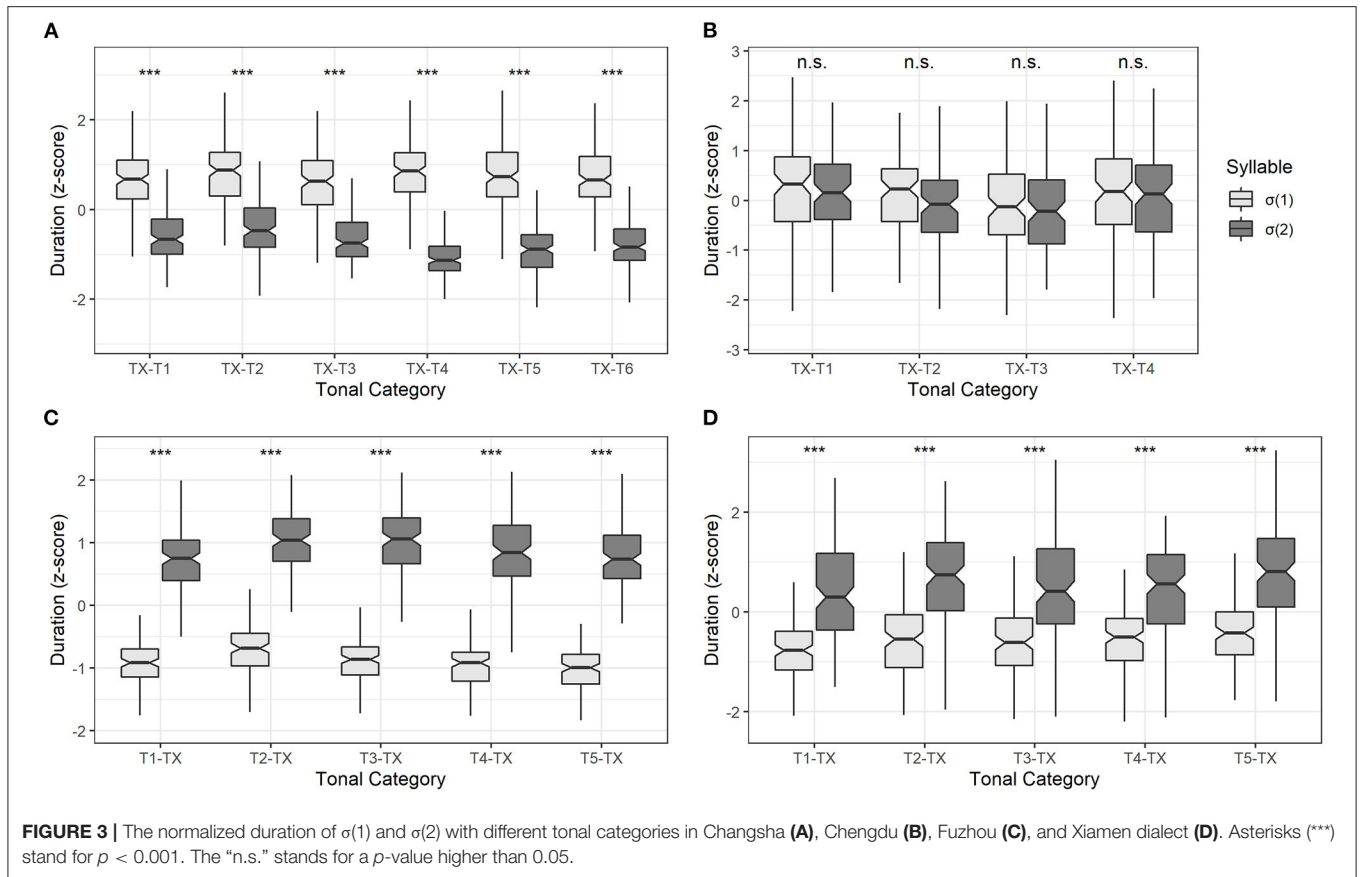 A
***
***
***
***
***
***
2
0
-2
Duration (z-score)
TX-T1
TX-T2
TX-T3
TX-T4
TX-T5
TX-T6
Tonal Category
B
n.s.
n.s.
n.s.
n.s.
3
2
1
0
-1
-2
-3
Duration (z-score)
TX-T1
TX-T2
TX-T3
TX-T4
Tonal Category
Syllable
σ(1)
σ(2)
C
***
***
***
***
***
2
1
0
-1
-2
Duration (z-score)
T1-TX
T2-TX
T3-TX
T4-TX
T5-TX
Tonal Category
D
***
***
***
***
***
2
0
-2
Duration (z-score)
T1-TX
T2-TX
T3-TX
T4-TX
T5-TX
Tonal Category
FIGURE 3 | The normalized duration of σ(1) and σ(2) with different tonal categories in Changsha (A), Chengdu (B), Fuzhou (C), and Xiamen dialect (D). Asterisks (***)
stand for p < 0.001. The “n.s.” stands for a p-value higher than 0.05.